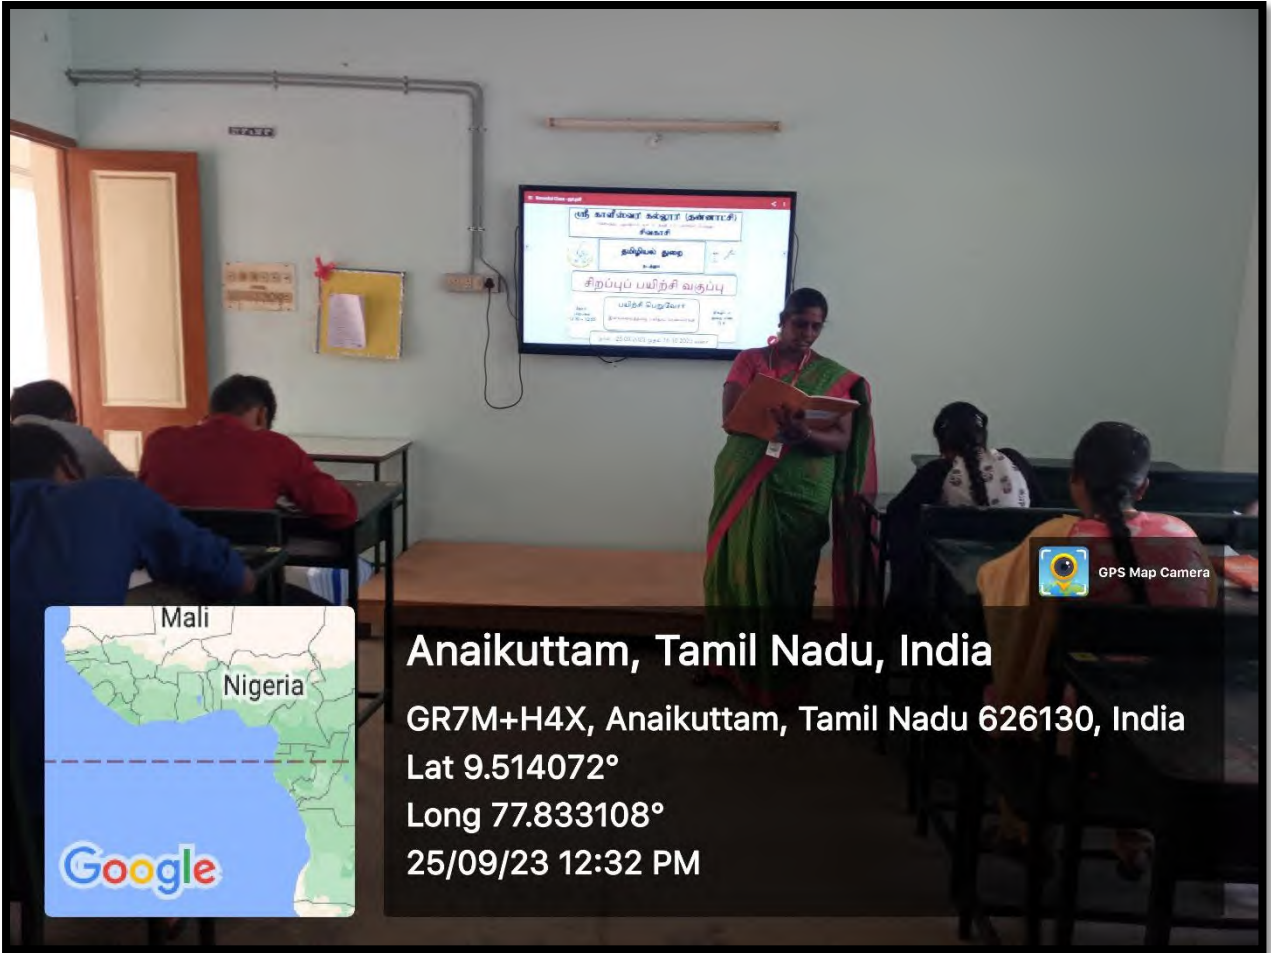 ஸ்ரீ காளீஸ்வரி கல்லூரி (தன்னாட்சி)
சிவகாசி
தமிழியல் துறை
நடத்தும்
சிறப்புப் பயிற்சி வகுப்பு
பயிற்சி பெறுவோர்
GPS Map Camera
Mali
Nigeria
Google
Anaikuttam, Tamil Nadu, India
GR7M+H4X, Anaikuttam, Tamil Nadu 626130, India
Lat 9.514072°
Long 77.833108°
25/09/23 12:32 PM